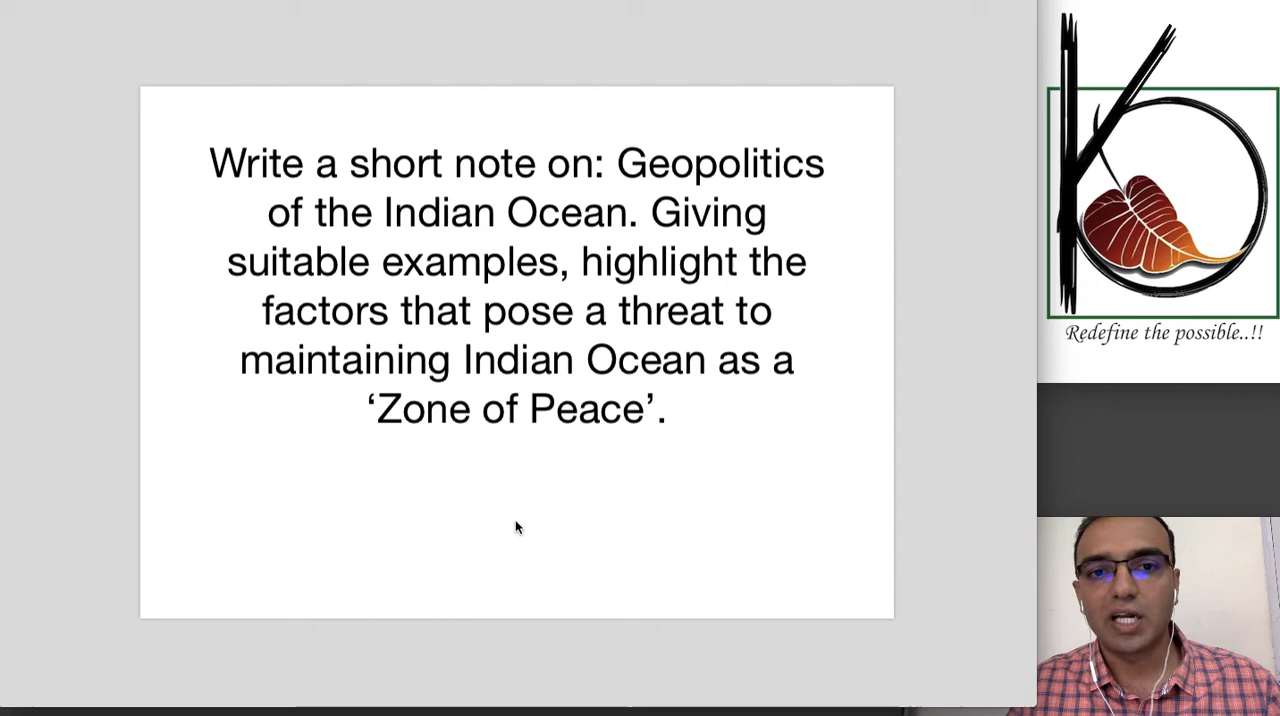 Write a short note on: Geopolitics
of the Indian Ocean. Giving
suitable examples, highlight the
factors that pose a threat to
maintaining Indian Ocean as a
‘Zone of Peace’.
Redefine the possible..!!